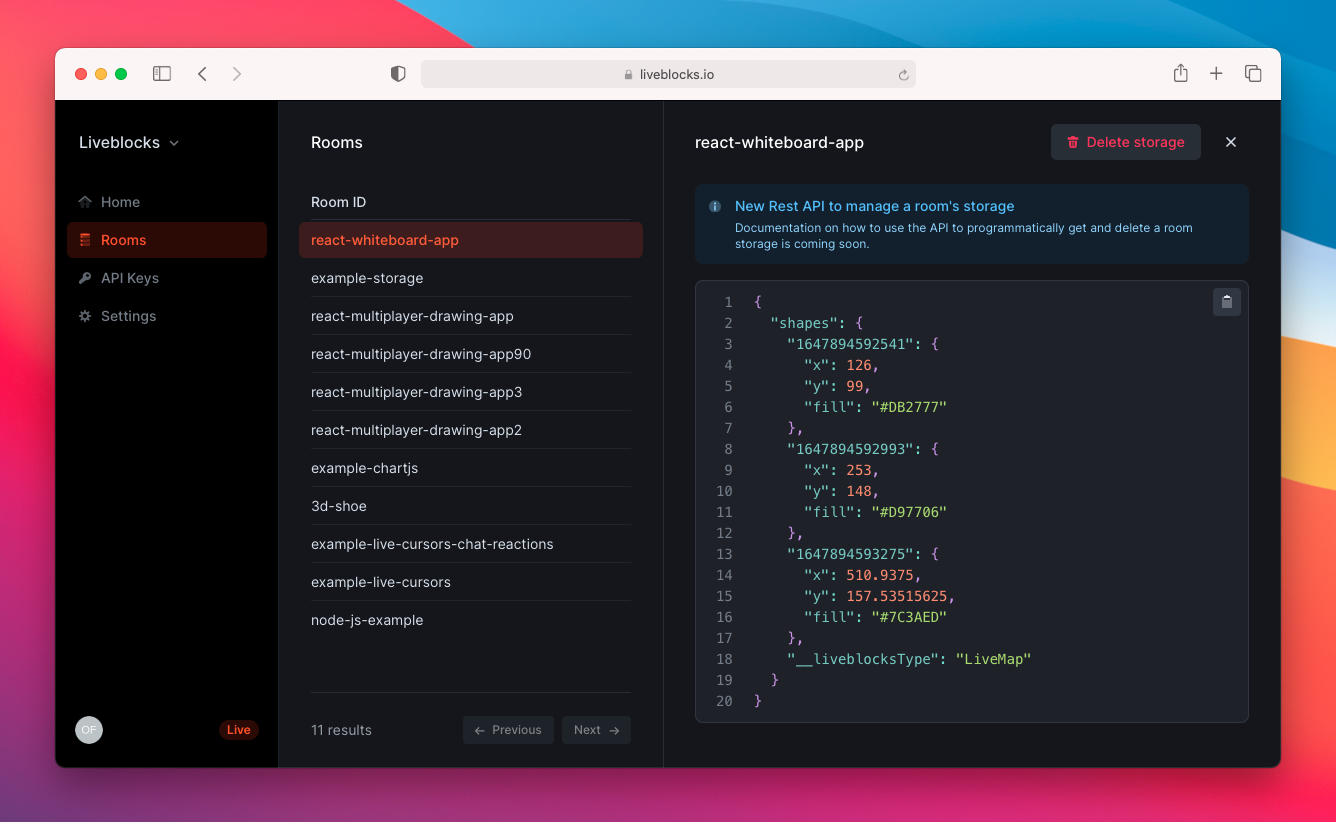 liveblocks.io
Liveblocks
Home
Rooms
API Keys
Settings
OF
Live
Rooms
Room ID
react-whiteboard-app
example-storage
react-multiplayer-drawing-app
react-multiplayer-drawing-app90
react-multiplayer-drawing-app3
react-multiplayer-drawing-app2
example-chartjs
3d-shoe
example-live-cursors-chat-reactions
example-live-cursors
node-js-example
11 results
← Previous
Next →
react-whiteboard-app
Delete storage
New Rest API to manage a room's storage
Documentation on how to use the API to programmatically get and delete a room
storage is coming soon.
1 {
2 "shapes": {
3 "1647894592541": {
4 "x": 126,
5 "y": 99,
6 "fill": "#DB2777"
7 },
8 "1647894592993": {
9 "x": 253,
10 "y": 148,
11 "fill": "#D97706"
12 },
13 "1647894593275": {
14 "x": 510.9375,
15 "y": 157.53515625,
16 "fill": "#7C3AED"
17 },
18 "__liveblocksType": "LiveMap"
19 }
20 }